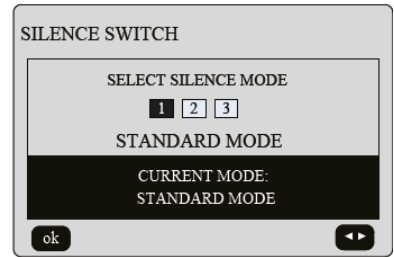 SILENCE SWITCH
SELECT SILENCE MODE
1 2 3
STANDARD MODE
CURRENT MODE:
STANDARD MODE
ok ◄►